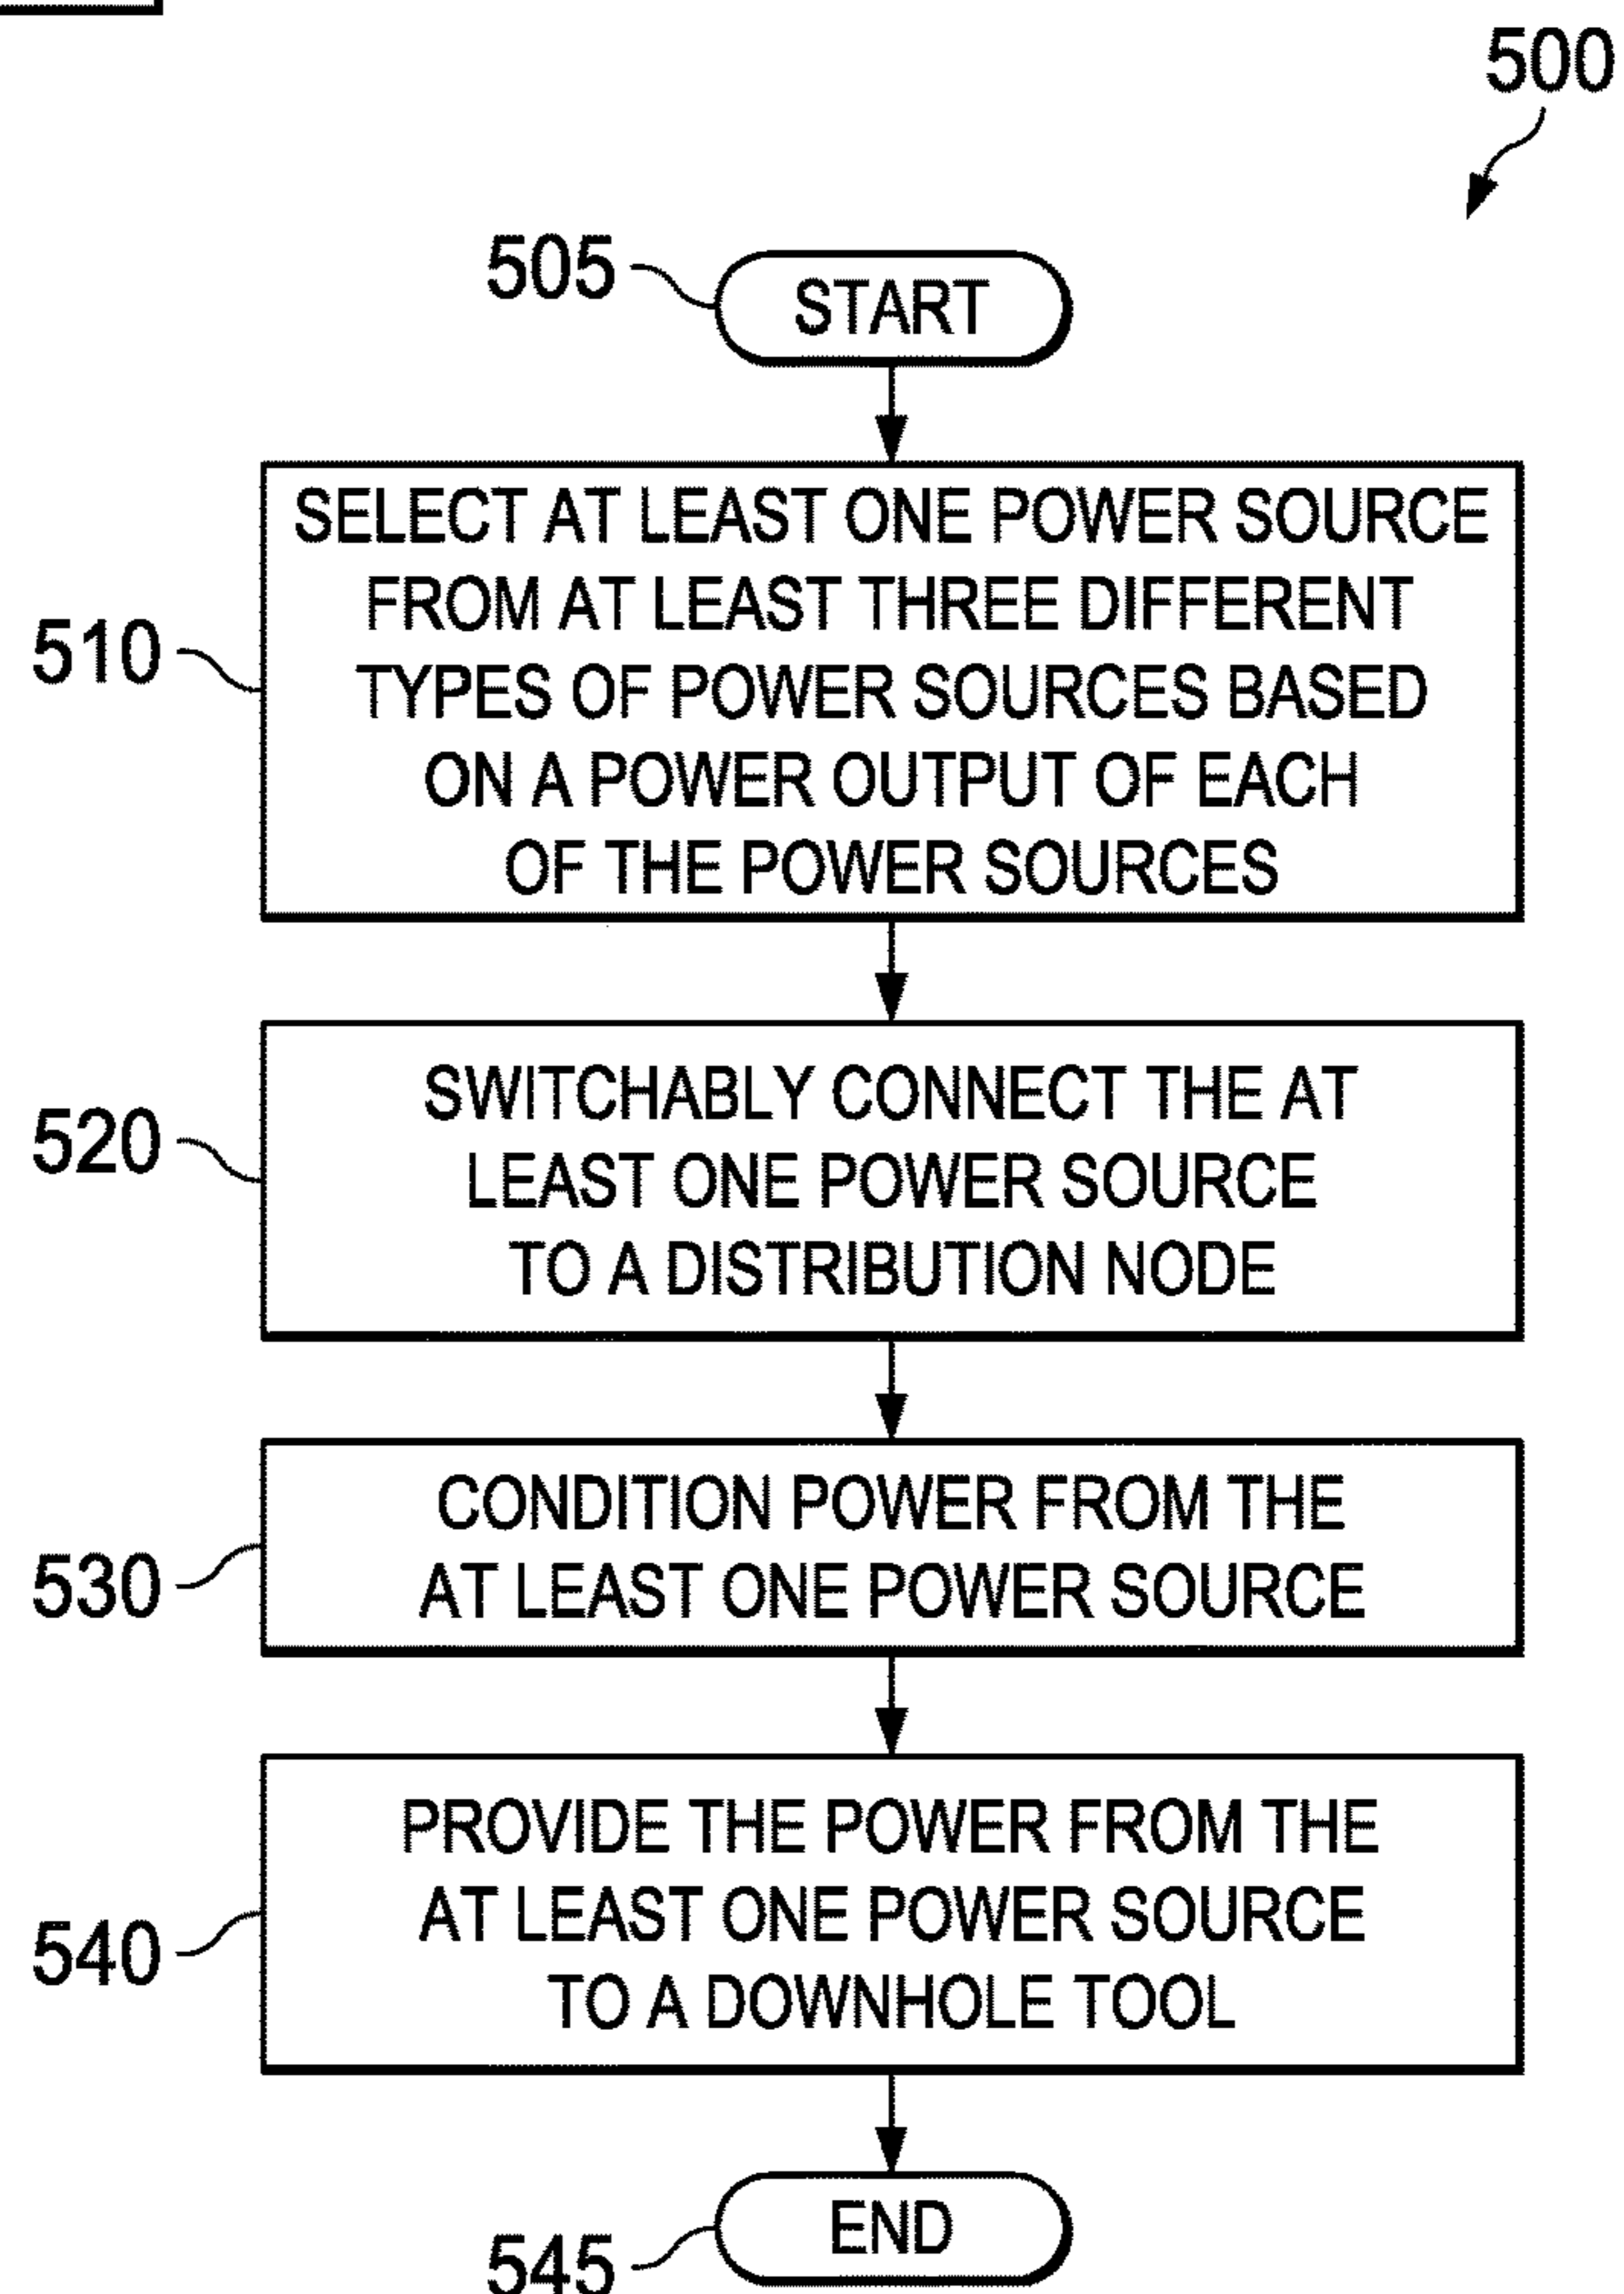 500
505
START
510
SELECT AT LEAST ONE POWER SOURCE
FROM AT LEAST THREE DIFFERENT
TYPES OF POWER SOURCES BASED
ON A POWER OUTPUT OF EACH
OF THE POWER SOURCES
520
SWITCHABLY CONNECT THE AT
LEAST ONE POWER SOURCE
TO A DISTRIBUTION NODE
530
CONDITION POWER FROM THE
AT LEAST ONE POWER SOURCE
540
PROVIDE THE POWER FROM THE
AT LEAST ONE POWER SOURCE
TO A DOWNHOLE TOOL
545
END